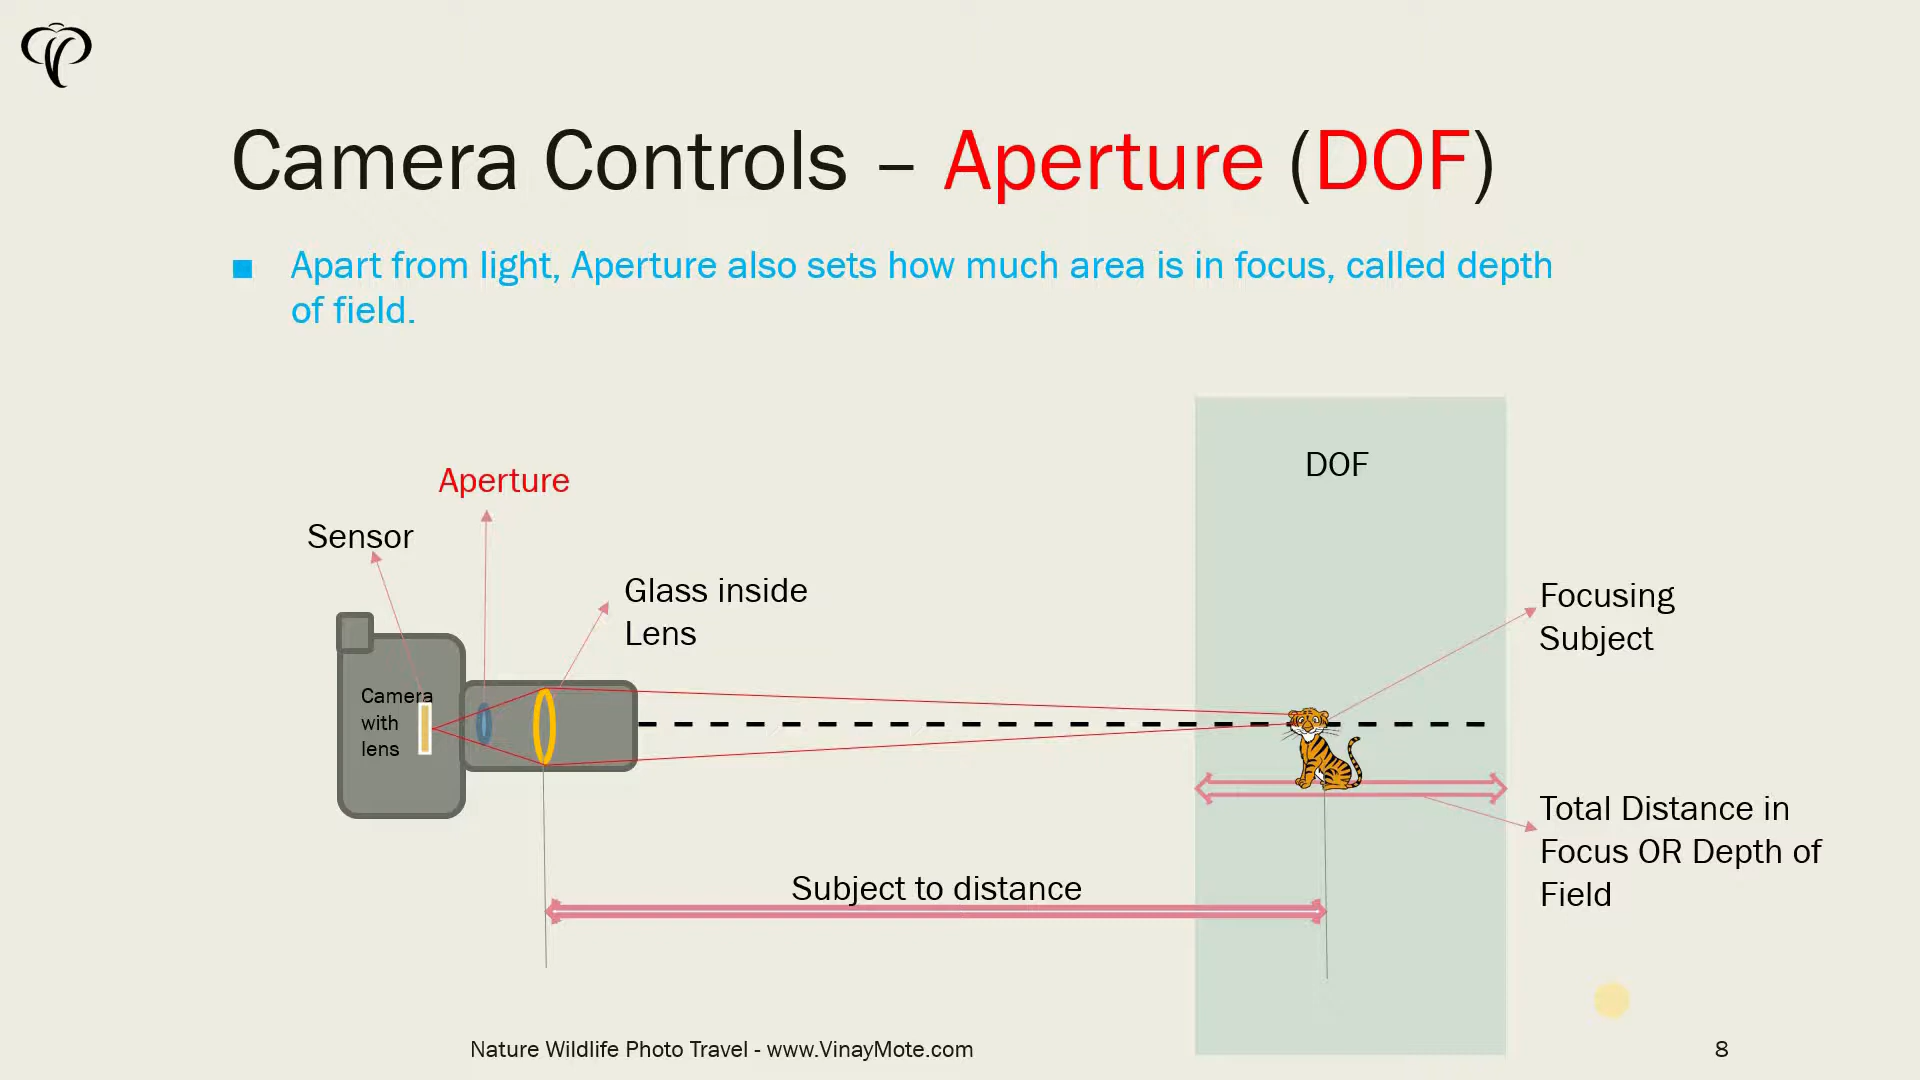 Camera Controls – Aperture (DOF)
■ Apart from light, Aperture also sets how much area is in focus, called depth
of field.
DOF
Aperture
Sensor
Glass inside
Lens
Focusing
Subject
Camera
with
lens
Total Distance in
Focus OR Depth of
Field
Subject to distance
Nature Wildlife Photo Travel - www.VinayMote.com
8